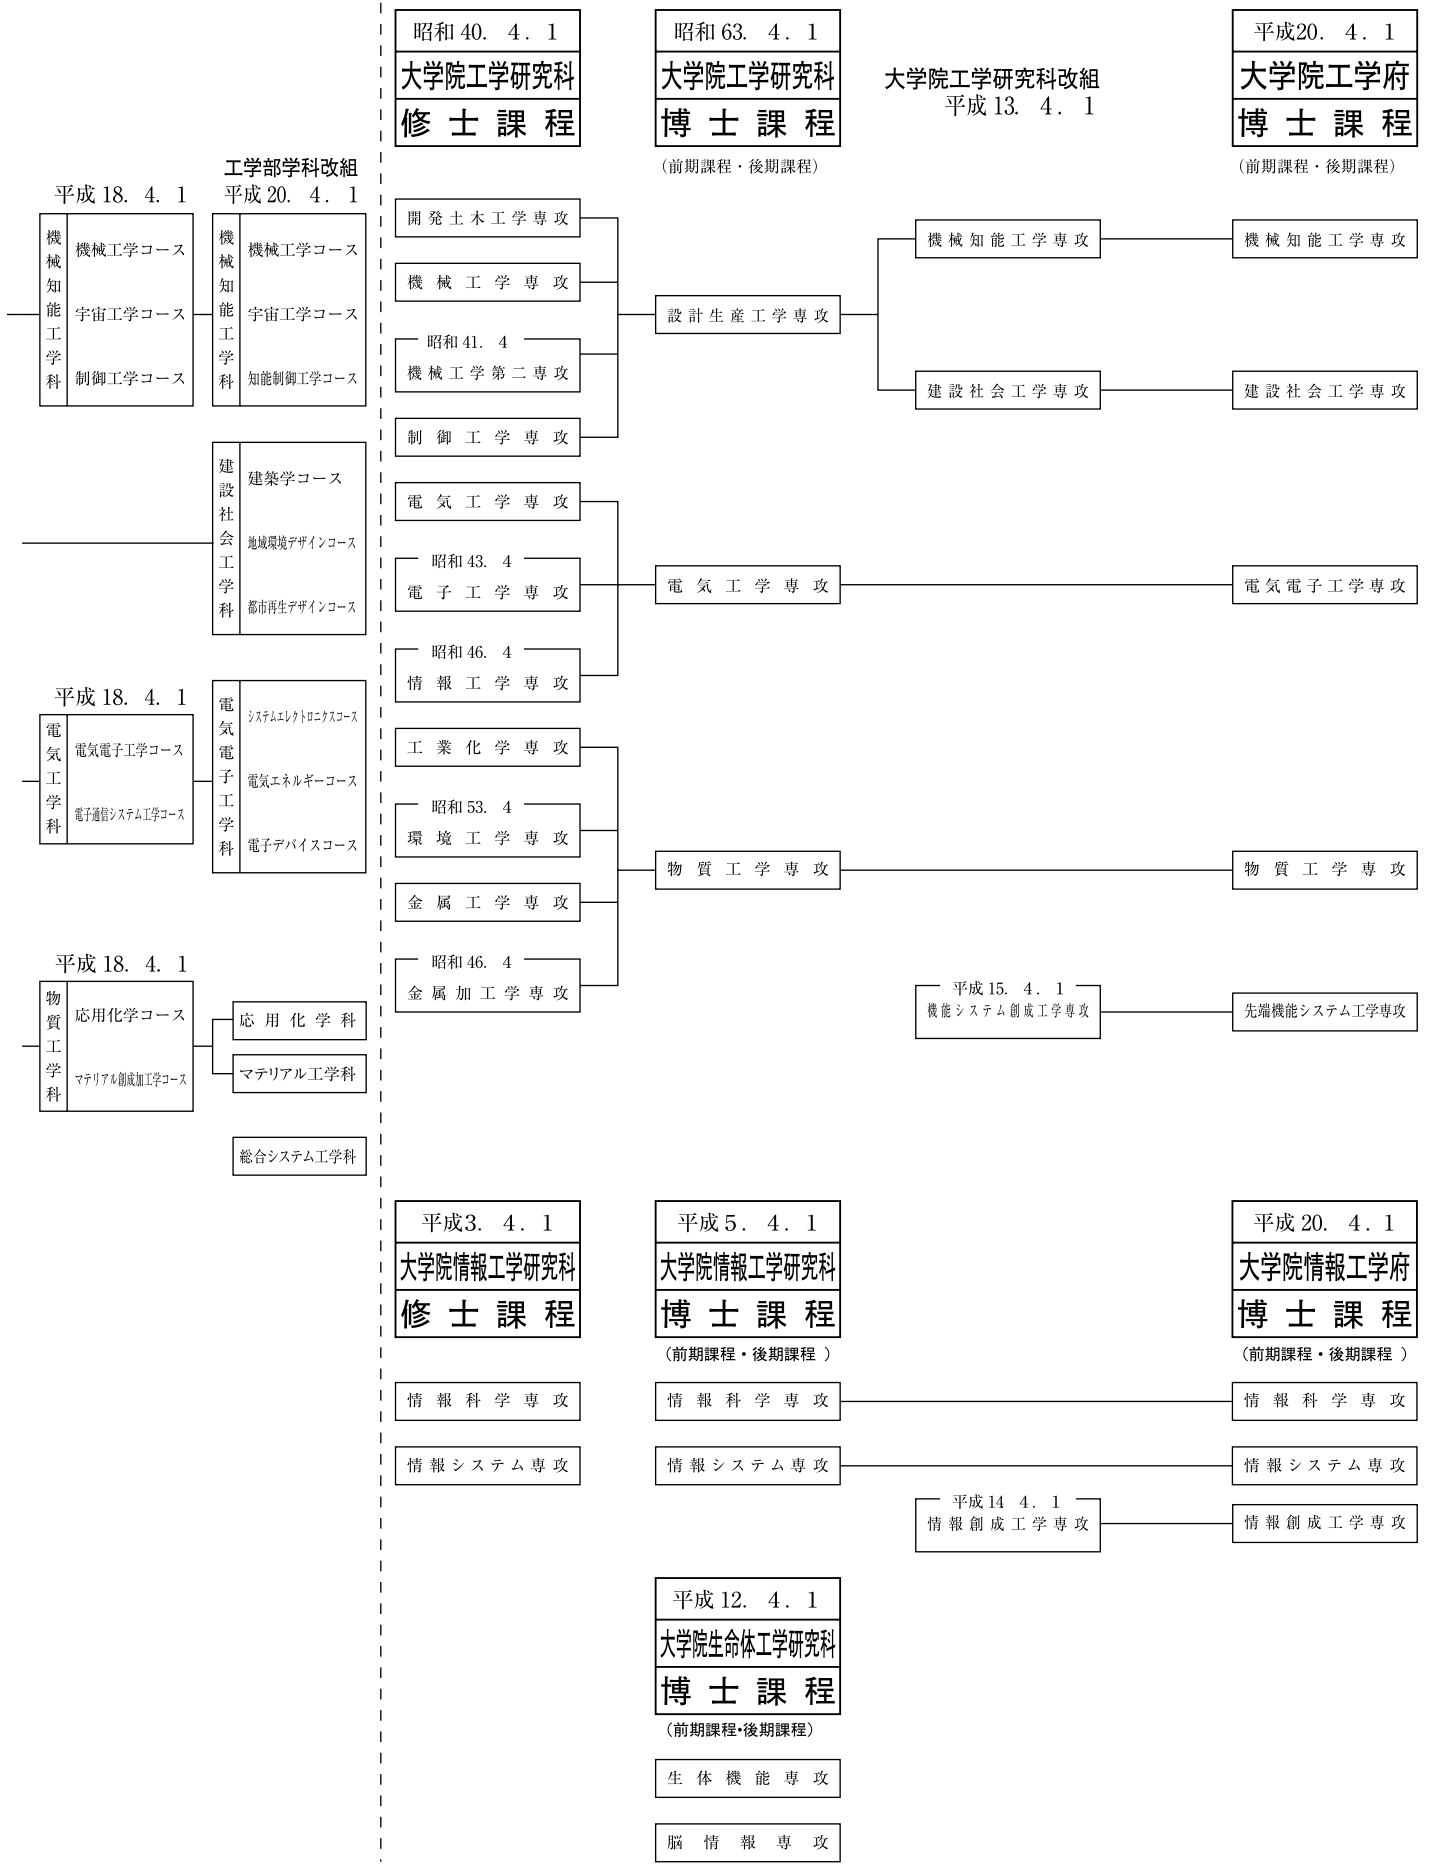 工学部学科改組
平成 18. 4. 1
平成 20. 4. 1
機械知能工学科
機械工学コース
宇宙工学コース
制御工学コース
機械知能工学科
機械工学コース
宇宙工学コース
知能制御工学コース
建設社会工学科
建築学コース
地域環境デザインコース
都市再生デザインコース
平成 18. 4. 1
電気工学科
電気電子工学コース
電子通信システム工学コース
電気電子工学科
システムエレクトロニクスコース
電気エネルギーコース
電子デバイスコース
平成 18. 4. 1
物質工学科
応用化学コース
マテリアル創成加工学コース
応用化学科
マテリアル工学科
総合システム工学科
昭和 40. 4. 1
大学院工学研究科
修士課程
開発土木工学専攻
機械工学専攻
昭和 41. 4
機械工学第二専攻
制御工学専攻
電気工学専攻
昭和 43. 4
電子工学専攻
昭和 46. 4
情報工学専攻
工業化学専攻
昭和 53. 4
環境工学専攻
金属工学専攻
昭和 46. 4
金属加工学専攻
昭和 63. 4. 1
大学院工学研究科
博士課程
（前期課程・後期課程）
設計生産工学専攻
電気工学専攻
物質工学専攻
大学院工学研究科改組
平成 13. 4. 1
機械知能工学専攻
建設社会工学専攻
平成 15. 4. 1
機能システム創成工学専攻
平成20. 4. 1
大学院工学府
博士課程
（前期課程・後期課程）
機械知能工学専攻
建設社会工学専攻
電気電子工学専攻
物質工学専攻
先端機能システム工学専攻
平成3. 4. 1
大学院情報工学研究科
修士課程
情報科学専攻
情報システム専攻
平成 5. 4. 1
大学院情報工学研究科
博士課程
（前期課程・後期課程）
情報科学専攻
情報システム専攻
平成 14 4. 1
情報創成工学専攻
平成 20. 4. 1
大学院情報工学府
博士課程
（前期課程・後期課程）
情報科学専攻
情報システム専攻
情報創成工学専攻
平成 12. 4. 1
大学院生命体工学研究科
博士課程
（前期課程・後期課程）
生体機能専攻
脳情報専攻